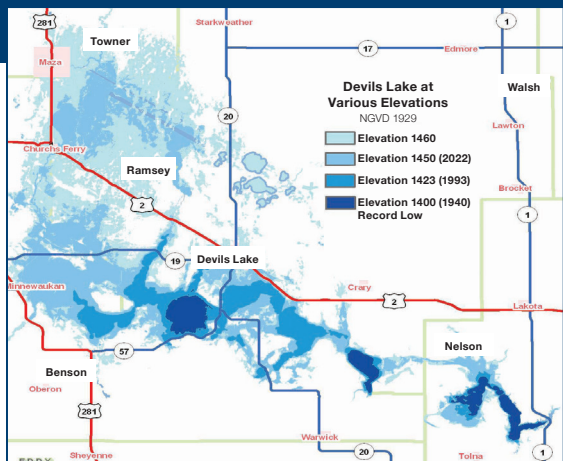 281
Starkweather
1
Towner
17
Edmore
Maza
Devils Lake at
Various Elevations
NGVD 1929
Walsh
20
Elevation 1460
Lawton
Churchs Ferry
Elevation 1450 (2022)
Ramsey
Elevation 1423 (1993)
2
Elevation 1400 (1940)
Record Low
Brocket
1
19
Devils Lake
Minnewaukan
Crary
2
Lakota
57
Nelson
Benson
Oberon
281
Warwick
20
1
Sheyenne
Tolna